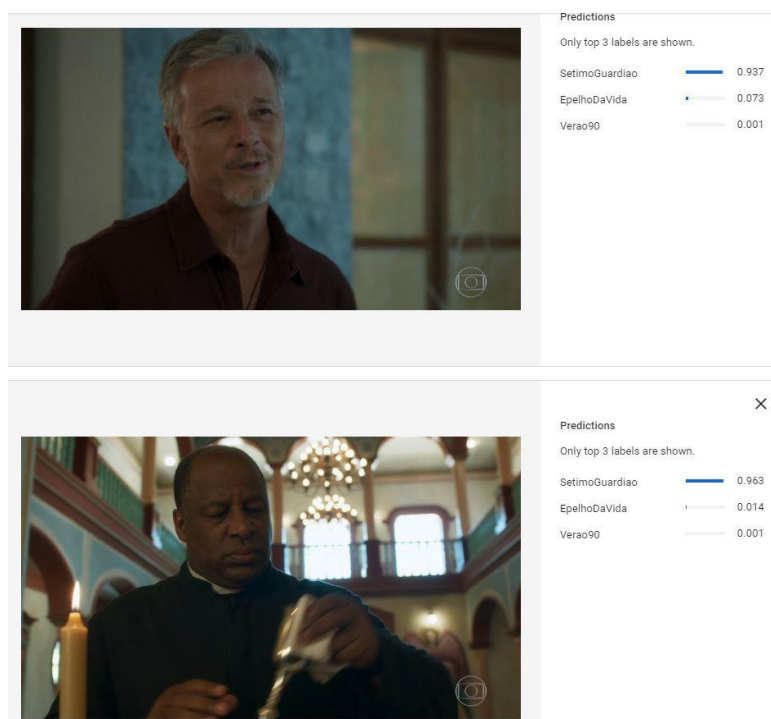 Predictions
Only top 3 labels are shown.
SetimoGuardiao 0.937
EpelhoDaVida 0.073
Verao90 0.001
Predictions
Only top 3 labels are shown.
SetimoGuardiao 0.963
EpelhoDaVida 0.014
Verao90 0.001